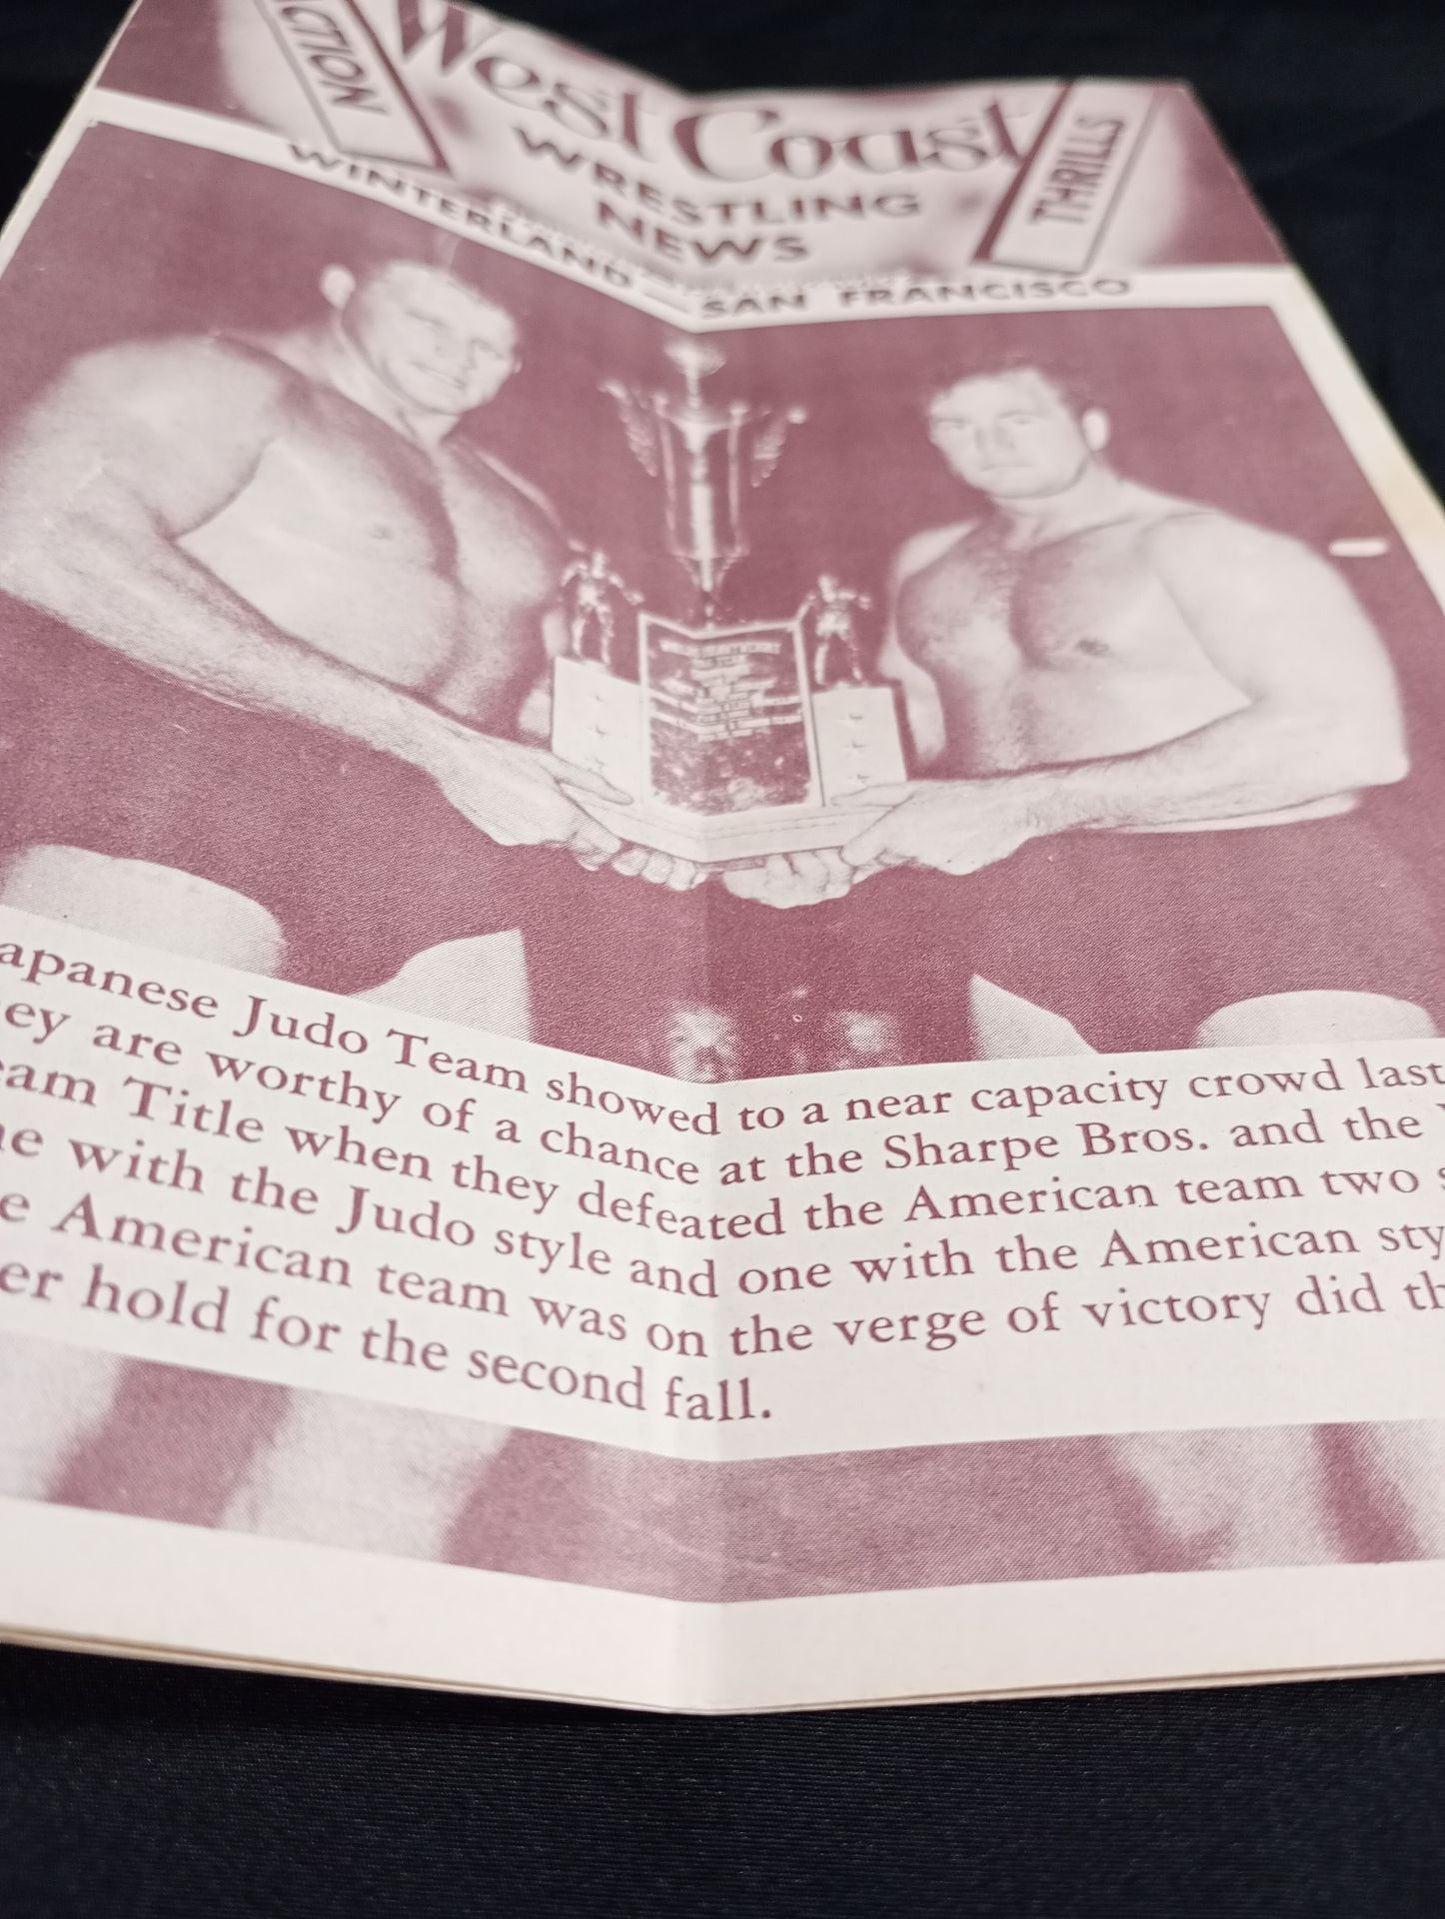 ACTION
West Coast
WRESTLING
NEWS
THRILLS
WINTERLAND — SAN FRANCISCO
apanese Judo Team showed to a near capacity crowd last
ey are worthy of a chance at the Sharpe Bros. and the
eam Title when they defeated the American team two
ne with the Judo style and one with the American sty
e American team was on the verge of victory did th
er hold for the second fall.